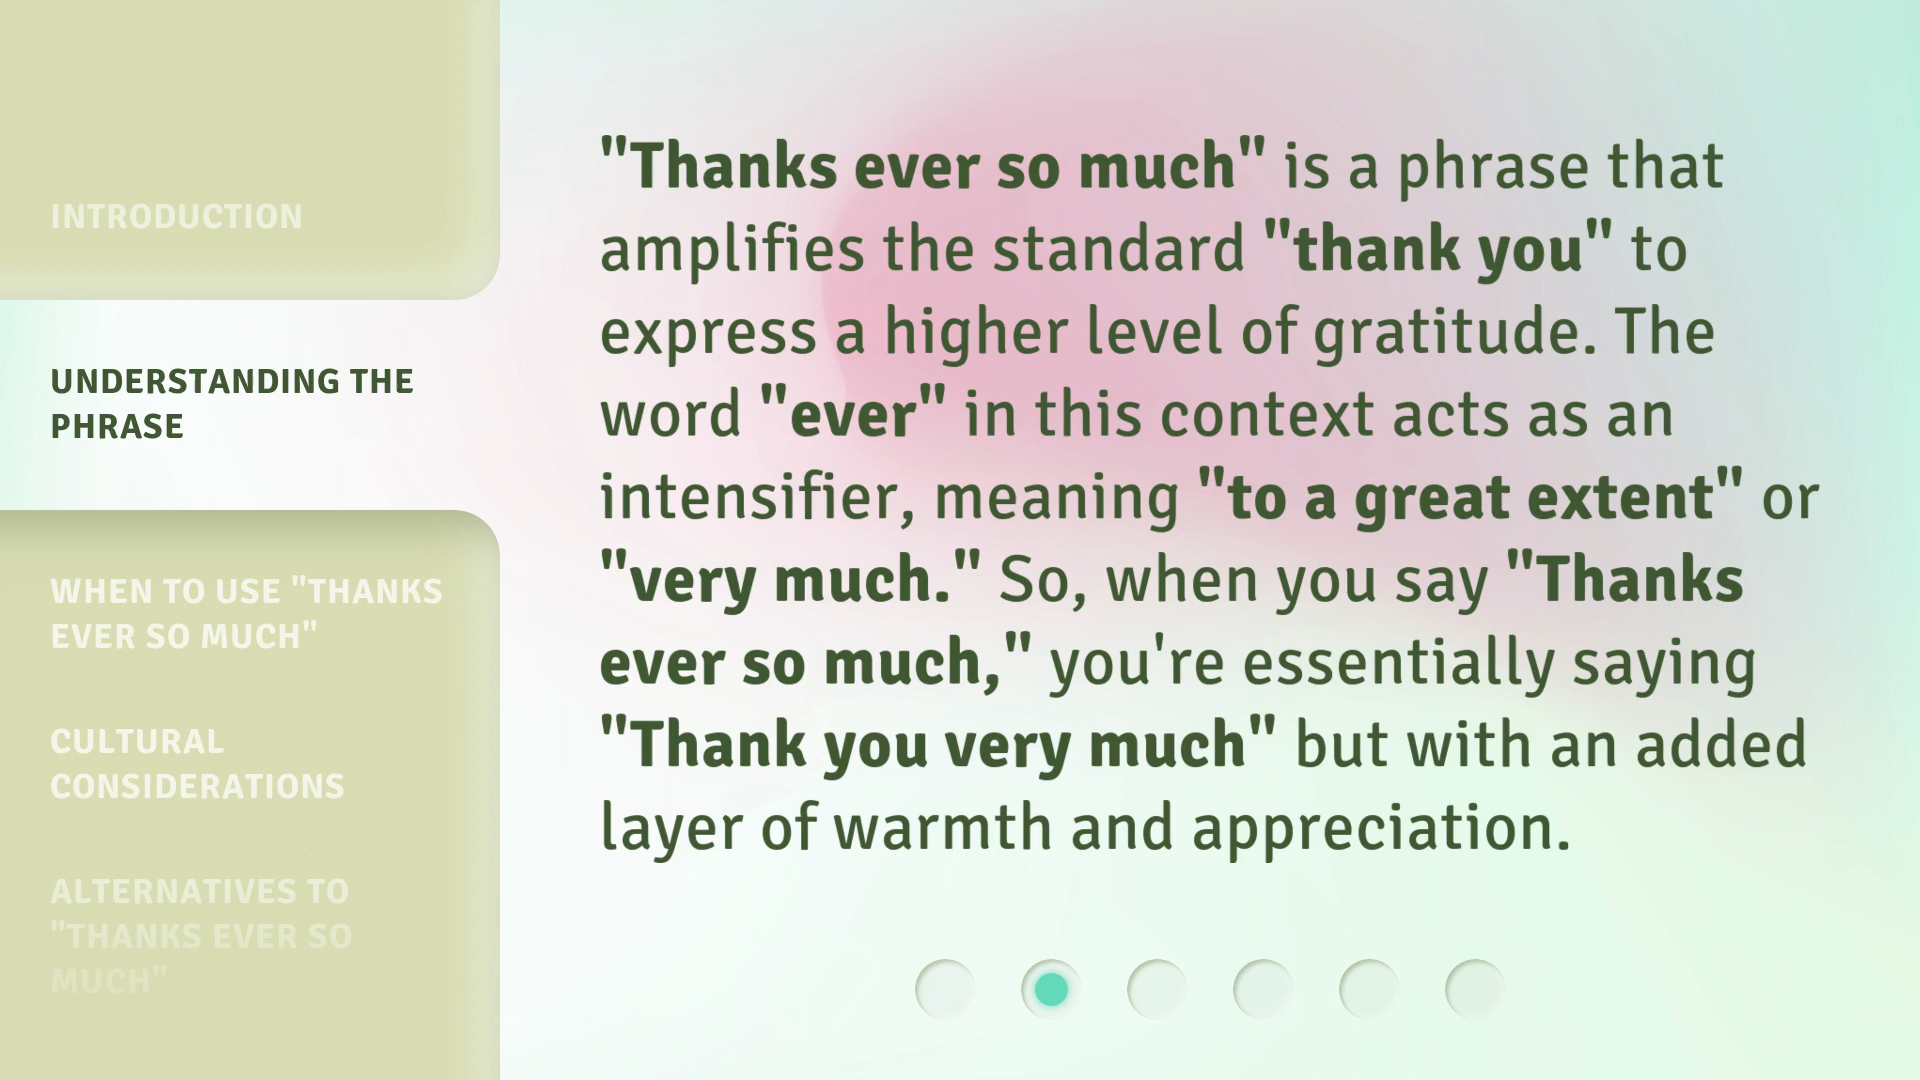 INTRODUCTION
UNDERSTANDING THE
PHRASE
WHEN TO USE "THANKS
EVER SO MUCH"
CULTURAL
CONSIDERATIONS
ALTERNATIVES TO
"THANKS EVER SO
MUCH"
"Thanks ever so much" is a phrase that
amplifies the standard "thank you" to
express a higher level of gratitude. The
word "ever" in this context acts as an
intensifier, meaning "to a great extent" or
"very much." So, when you say "Thanks
ever so much," you're essentially saying
"Thank you very much" but with an added
layer of warmth and appreciation.